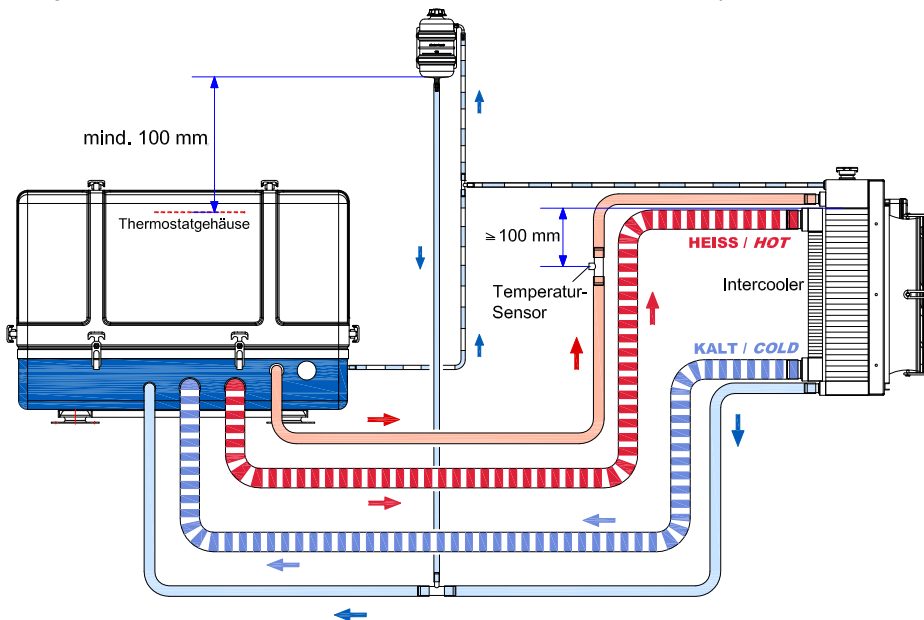 mind. 100 mm
Thermostatgehäuse
≥ 100 mm
HEISS / HOT
Temperatur-
Sensor
Intercooler
KALT / COLD